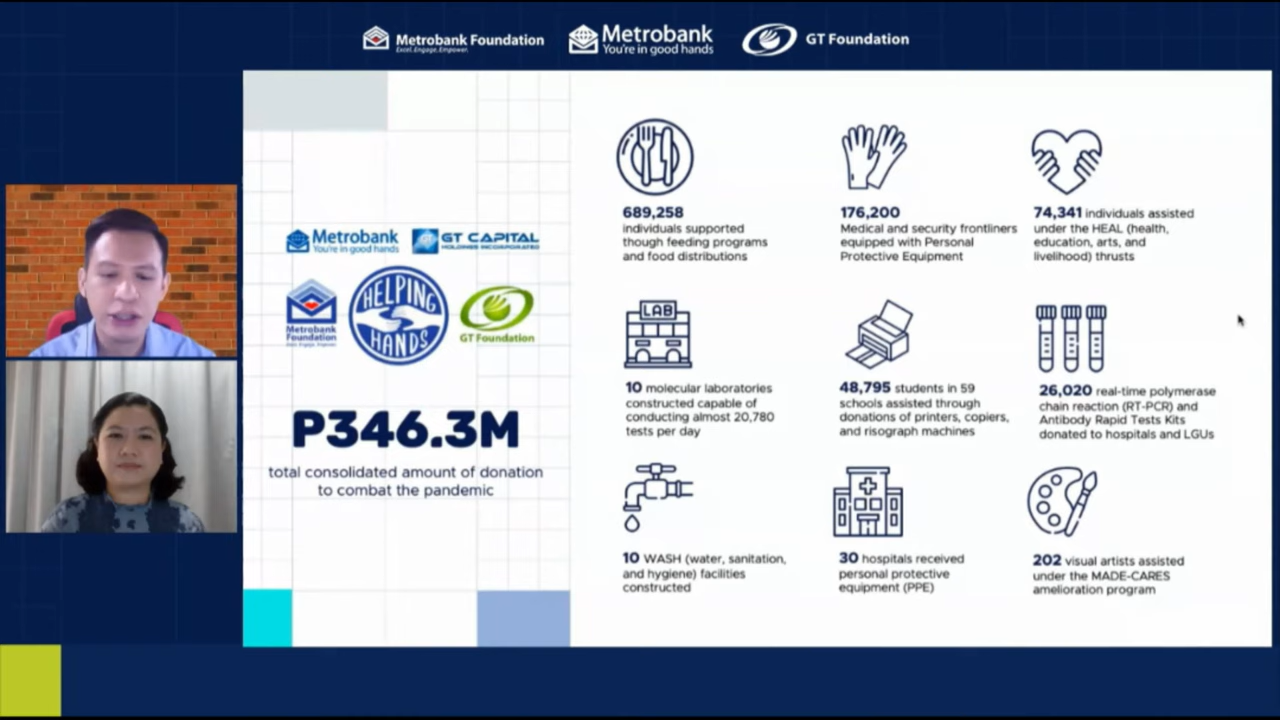 Metrobank Foundation
Excel. Engage. Empower.
Metrobank
You're in good hands
GT Foundation
Metrobank
You're in good hands
GT CAPITAL
HOLDINGS INCORPORATED
Metrobank
Foundation
Excel. Engage. Empower.
HELPING
HANDS
GT Foundation
P346.3M
total consolidated amount of donation
to combat the pandemic
689,258
individuals supported
though feeding programs
and food distributions
176,200
Medical and security frontliners
equipped with Personal
Protective Equipment
74,341 individuals assisted
under the HEAL (health,
education, arts, and
livelihood) thrusts
LAB
10 molecular laboratories
constructed capable of
conducting almost 20,780
tests per day
48,795 students in 59
schools assisted through
donations of printers, copiers,
and risograph machines
26,020 real-time polymerase
chain reaction (RT-PCR) and
Antibody Rapid Tests Kits
donated to hospitals and LGUs
10 WASH (water, sanitation,
and hygiene) facilities
constructed
30 hospitals received
personal protective
equipment (PPE)
202 visual artists assisted
under the MADE-CARES
amelioration program